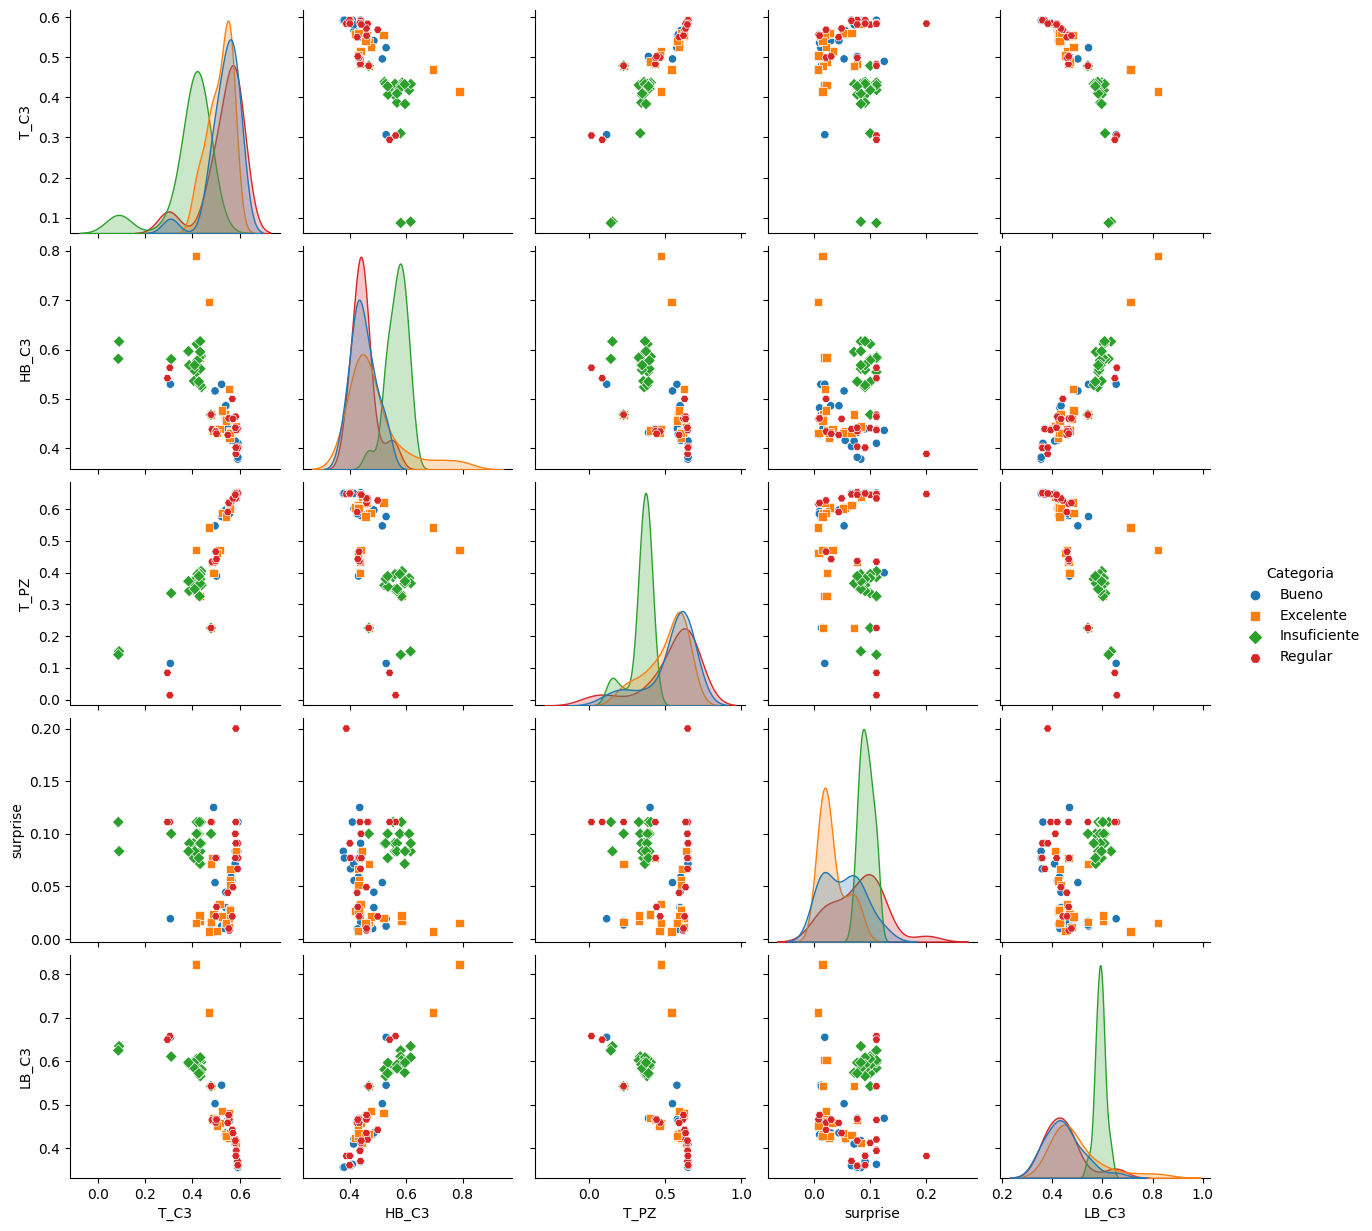 0.6
0.5
0.4
0.3
0.2
0.1
T_C3
0.8
0.7
0.6
0.5
0.4
HB_C3
0.6
0.5
0.4
0.3
0.2
0.1
0.0
T_PZ
Categoria
Bueno
Excelente
Insuficiente
Regular
0.20
0.15
0.10
0.05
0.00
surprise
0.8
0.7
0.6
0.5
0.4
LB_C3
0.0 0.2 0.4 0.6
0.4 0.6 0.8
0.0 0.5 1.0
0.0 0.1 0.2
0.2 0.4 0.6 0.8 1.0
T_C3 HB_C3 T_PZ surprise LB_C3